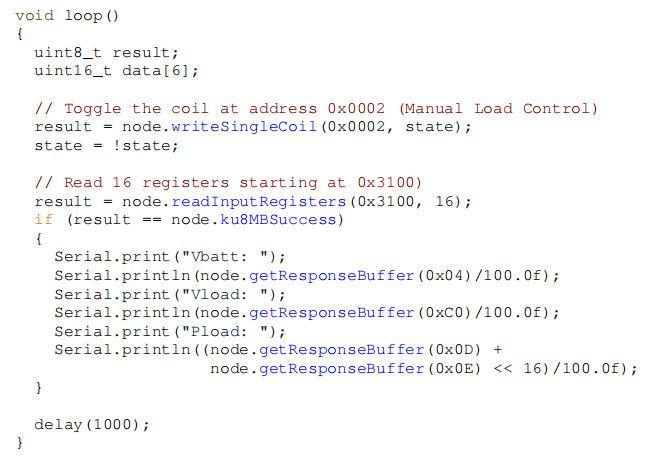 void loop()
{
  uint8_t result;
  uint16_t data[6];

  // Toggle the coil at address 0x0002 (Manual Load Control)
  result = node.writeSingleCoil(0x0002, state);
  state = !state;

  // Read 16 registers starting at 0x3100)
  result = node.readInputRegisters(0x3100, 16);
  if (result == node.ku8MBSuccess)
  {
    Serial.print("Vbatt: ");
    Serial.println(node.getResponseBuffer(0x04)/100.0f);
    Serial.print("Vload: ");
    Serial.println(node.getResponseBuffer(0xC0)/100.0f);
    Serial.print("Pload: ");
    Serial.println((node.getResponseBuffer(0x0D) +
                    node.getResponseBuffer(0x0E) << 16)/100.0f);
  }

  delay(1000);
}